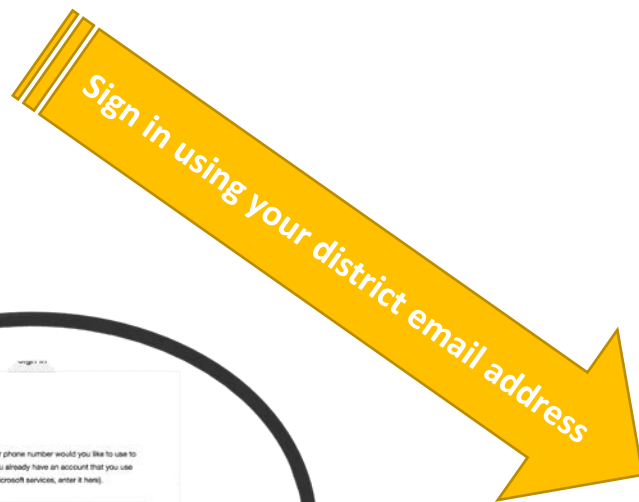 Sign in using your district email address
phone number would you like to use to
u already have an account that you use
crosoft services, enter it here).